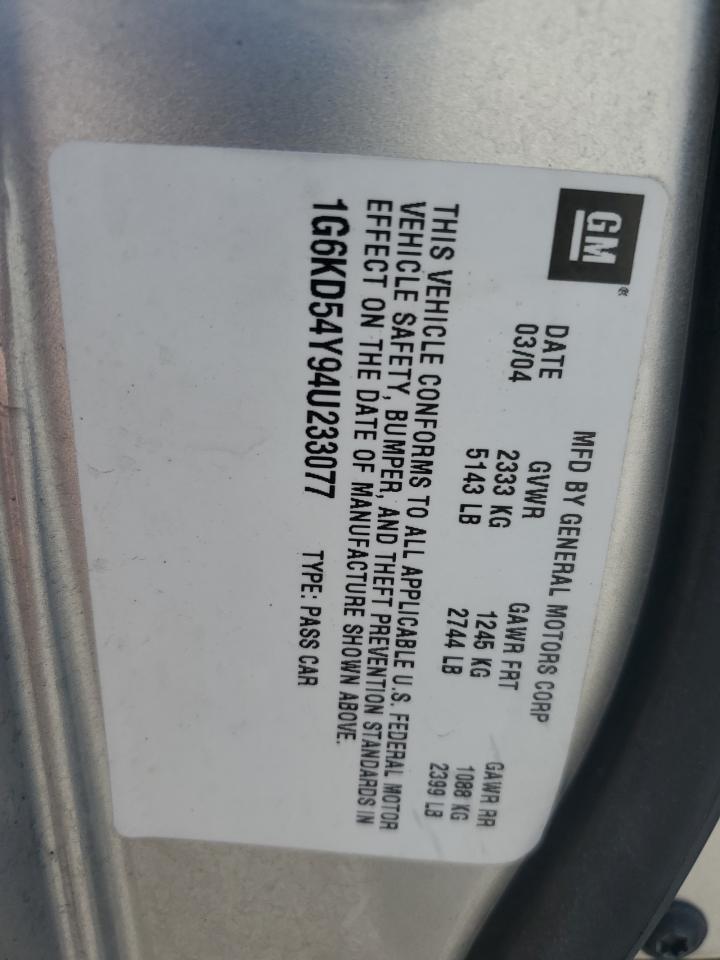 GM®
MFD BY GENERAL MOTORS CORP
DATE GVWR GAWR FRT GAWR RR
03/04 2333 KG 1245 KG 1088 KG
5143 LB 2744 LB 2399 LB
THIS VEHICLE CONFORMS TO ALL APPLICABLE U.S. FEDERAL MOTOR
VEHICLE SAFETY, BUMPER, AND THEFT PREVENTION STANDARDS IN
EFFECT ON THE DATE OF MANUFACTURE SHOWN ABOVE.
1G6KD54Y94U233077 TYPE: PASS CAR